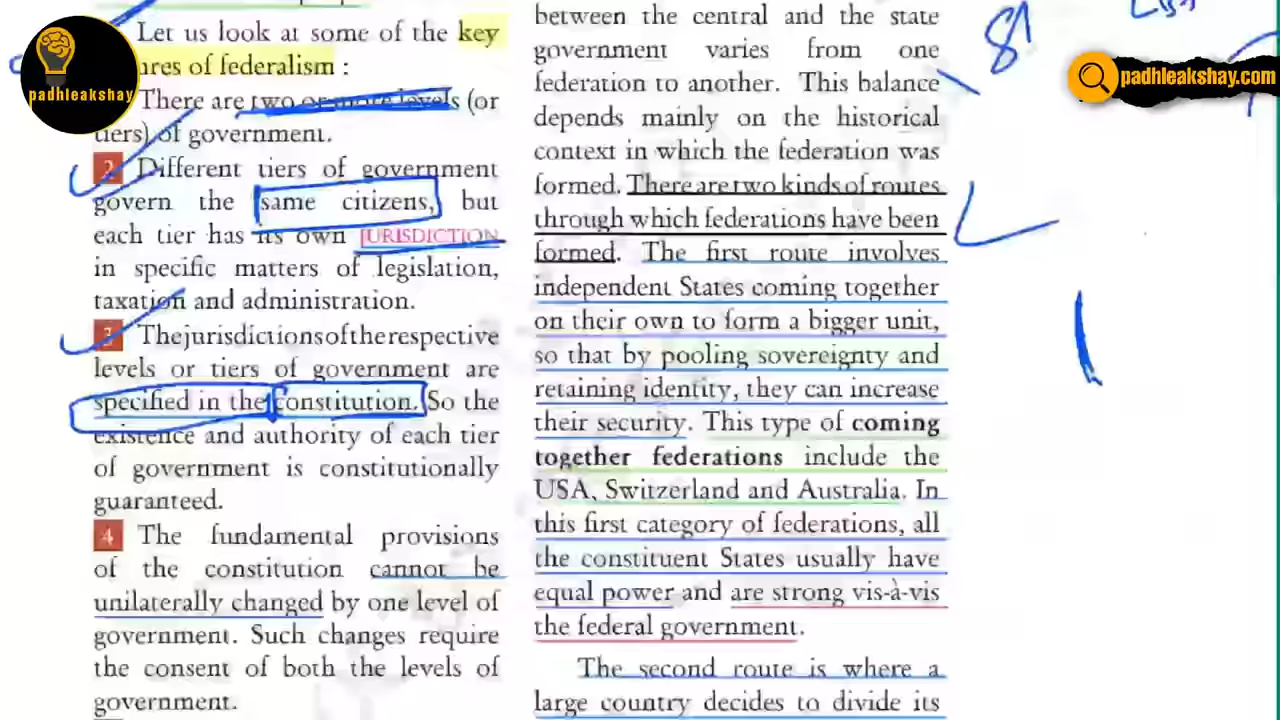 Let us look at some of the key
ares of federalism :
There are two or more levels (or
tiers) of government.
2 Different tiers of government
govern the same citizens, but
each tier has its own JURISDICTION
in specific matters of legislation,
taxation and administration.
3 The jurisdictions of the respective
levels or tiers of government are
specified in the constitution. So the
existence and authority of each tier
of government is constitutionally
guaranteed.
4 The fundamental provisions
of the constitution cannot be
unilaterally changed by one level of
government. Such changes require
the consent of both the levels of
government.
between the central and the state
government varies from one
federation to another. This balance
depends mainly on the historical
context in which the federation was
formed. There are two kinds of routes
through which federations have been
formed. The first route involves
independent States coming together
on their own to form a bigger unit,
so that by pooling sovereignty and
retaining identity, they can increase
their security. This type of coming
together federations include the
USA, Switzerland and Australia. In
this first category of federations, all
the constituent States usually have
equal power and are strong vis-à-vis
the federal government.
The second route is where a
large country decides to divide its
padhleakshay
padhleakshay.com